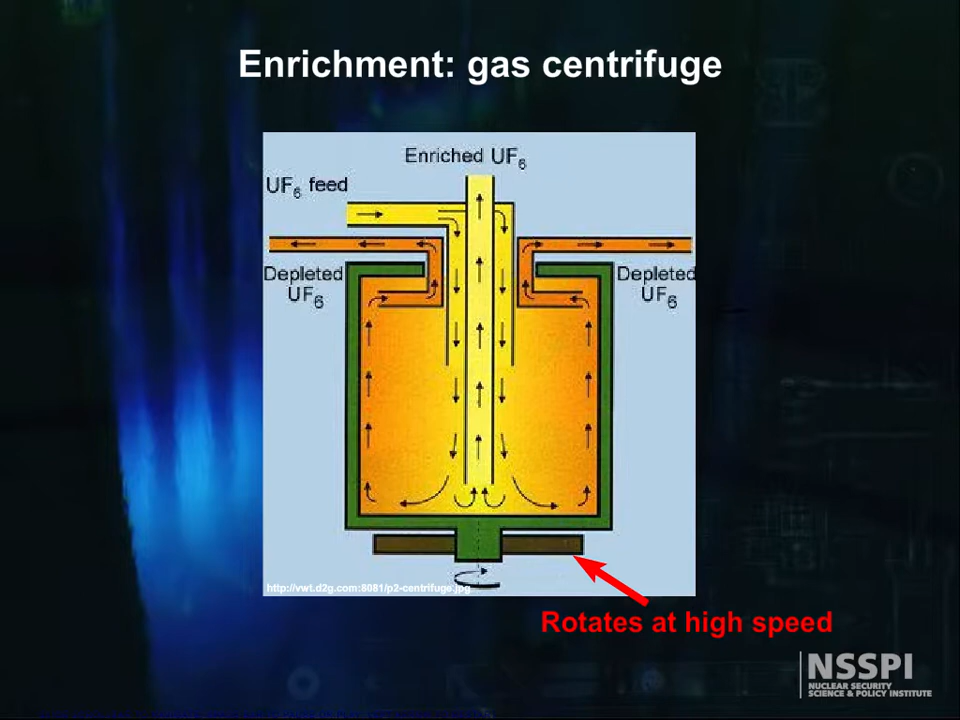 Enrichment: gas centrifuge
Enriched UF6
UF6 feed
Depleted
UF6
Depleted
UF6
http://vwt.d2g.com:8081/p2-centrifuge.jpg
Rotates at high speed
NSSPI
NUCLEAR SECURITY
SCIENCE & POLICY INSTITUTE